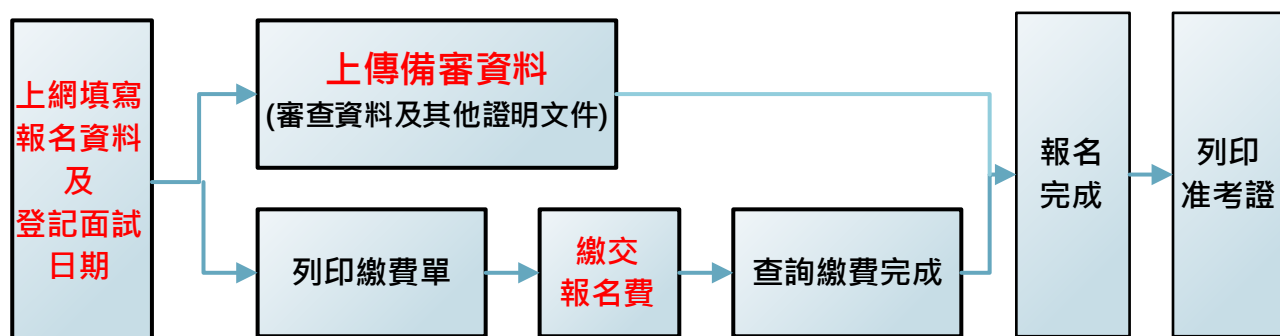 上網填寫
報名資料
及
登記面試
日期
上傳備審資料
(審查資料及其他證明文件)
列印繳費單
繳交
報名費
查詢繳費完成
報名
完成
列印
准考證